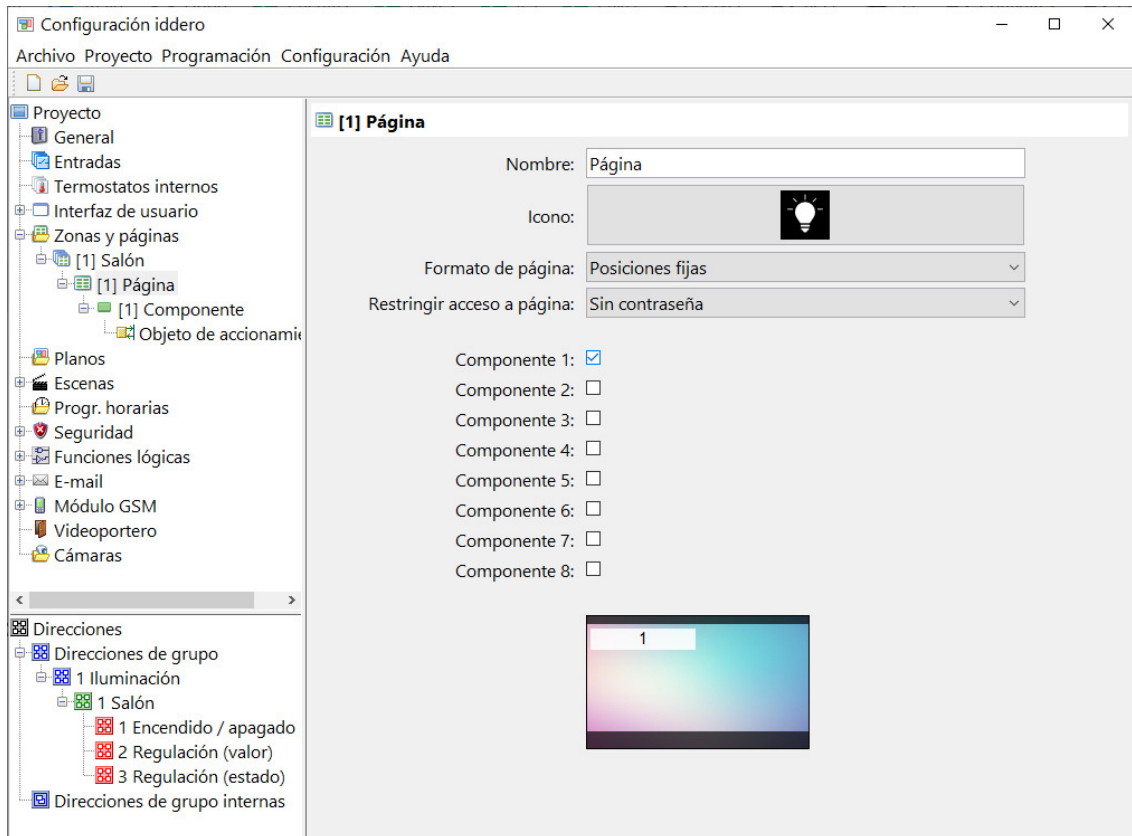 Configuración iddero
Archivo Proyecto Programación Configuración Ayuda
Proyecto
General
Entradas
Termostatos internos
Interfaz de usuario
Zonas y páginas
[1] Salón
[1] Página
[1] Componente
Objeto de accionamie
Planos
Escenas
Progr. horarias
Seguridad
Funciones lógicas
E-mail
Módulo GSM
Videoportero
Cámaras
Direcciones
Direcciones de grupo
1 Iluminación
1 Salón
1 Encendido / apagado
2 Regulación (valor)
3 Regulación (estado)
Direcciones de grupo internas
[1] Página
Nombre: Página
Icono:
Formato de página: Posiciones fijas
Restringir acceso a página: Sin contraseña
Componente 1:
Componente 2:
Componente 3:
Componente 4:
Componente 5:
Componente 6:
Componente 7:
Componente 8:
1